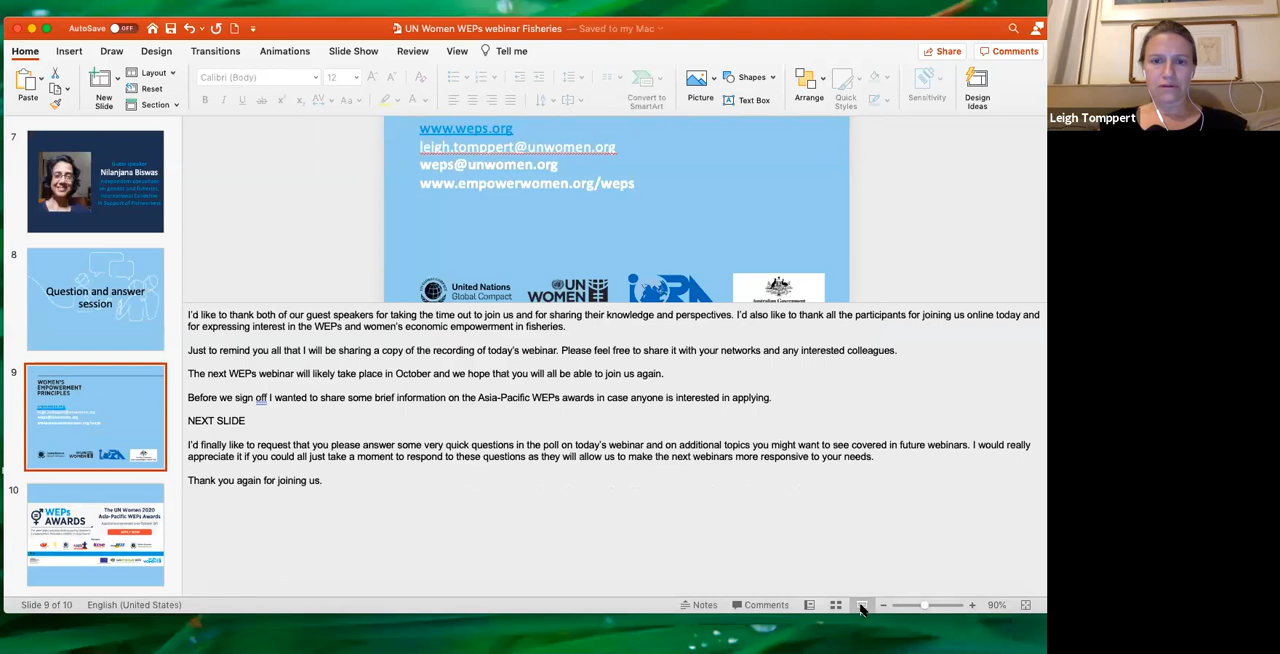 AutoSave
OFF
UN Women WEPs webinar Fisheries — Saved to my Mac
Home Insert Draw Design Transitions Animations Slide Show Review View Tell me
Share Comments
Paste
New Slide
Layout
Reset
Section
Calibri (Body) 12
Convert to SmartArt
Picture
Shapes
Text Box
Arrange
Quick Styles
Sensitivity
Design Ideas
Leigh Tomppert
7
Guest speaker
Nilanjana Biswas
8
Question and answer
session
9
WOMEN'S
EMPOWERMENT
PRINCIPLES
10
WEPs
AWARDS
The UN Women 2020
Asia-Pacific WEPs Awards
www.weps.org
leigh.tomppert@unwomen.org
weps@unwomen.org
www.empowerwomen.org/weps
United Nations
Global Compact
UN
WOMEN
Australian Government
I'd like to thank both of our guest speakers for taking the time out to join us and for sharing their knowledge and perspectives. I'd also like to thank all the participants for joining us online today and
for expressing interest in the WEPs and women's economic empowerment in fisheries.
Just to remind you all that I will be sharing a copy of the recording of today's webinar. Please feel free to share it with your networks and any interested colleagues.
The next WEPs webinar will likely take place in October and we hope that you will all be able to join us again.
Before we sign off I wanted to share some brief information on the Asia-Pacific WEPs awards in case anyone is interested in applying.
NEXT SLIDE
I'd finally like to request that you please answer some very quick questions in the poll on today's webinar and on additional topics you might want to see covered in future webinars. I would really
appreciate it if you could all just take a moment to respond to these questions as they will allow us to make the next webinars more responsive to your needs.
Thank you again for joining us.
Slide 9 of 10 English (United States) Notes Comments 90%